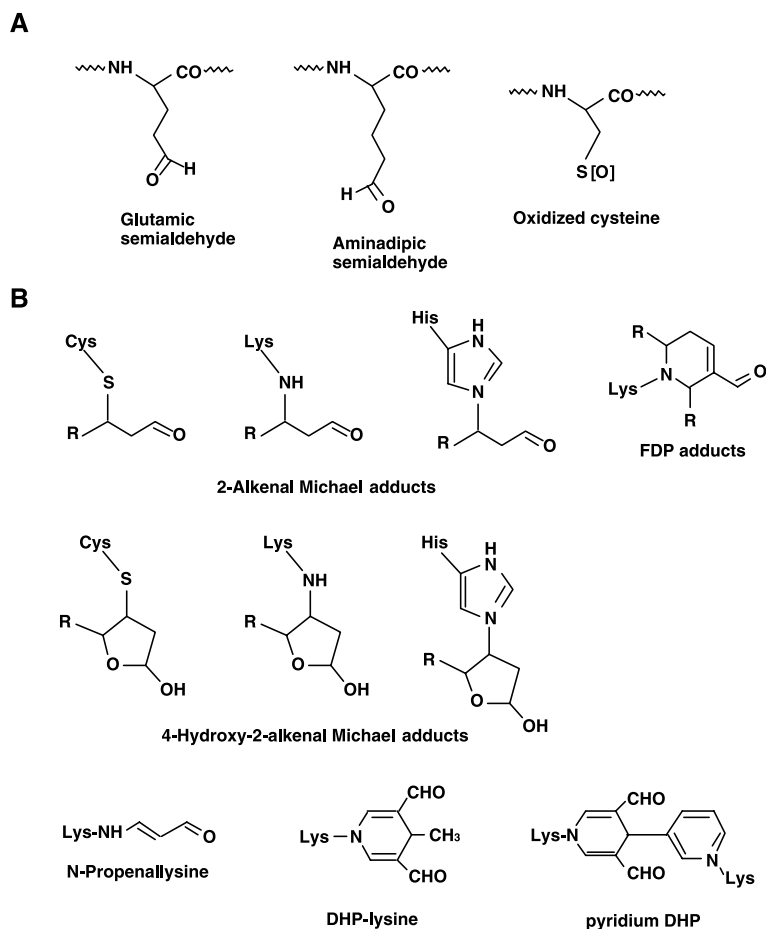 A
NH CO NH CO NH CO
H
O
H
O
S[O]
Glutamic
semialdehyde
Aminadipic
semialdehyde
Oxidized cysteine
B
Cys Lys His H
N
S NH N
R O R O R O
R
N
Lys
R
O
FDP adducts
2-Alkenal Michael adducts
Cys Lys His H
N
S NH N
R R R
O O O
OH OH OH
4-Hydroxy-2-alkenal Michael adducts
Lys-NH O
N-Propenallysine
CHO
Lys N CH3
CHO
DHP-lysine
CHO
Lys-N
CHO
N
Lys
pyridium DHP